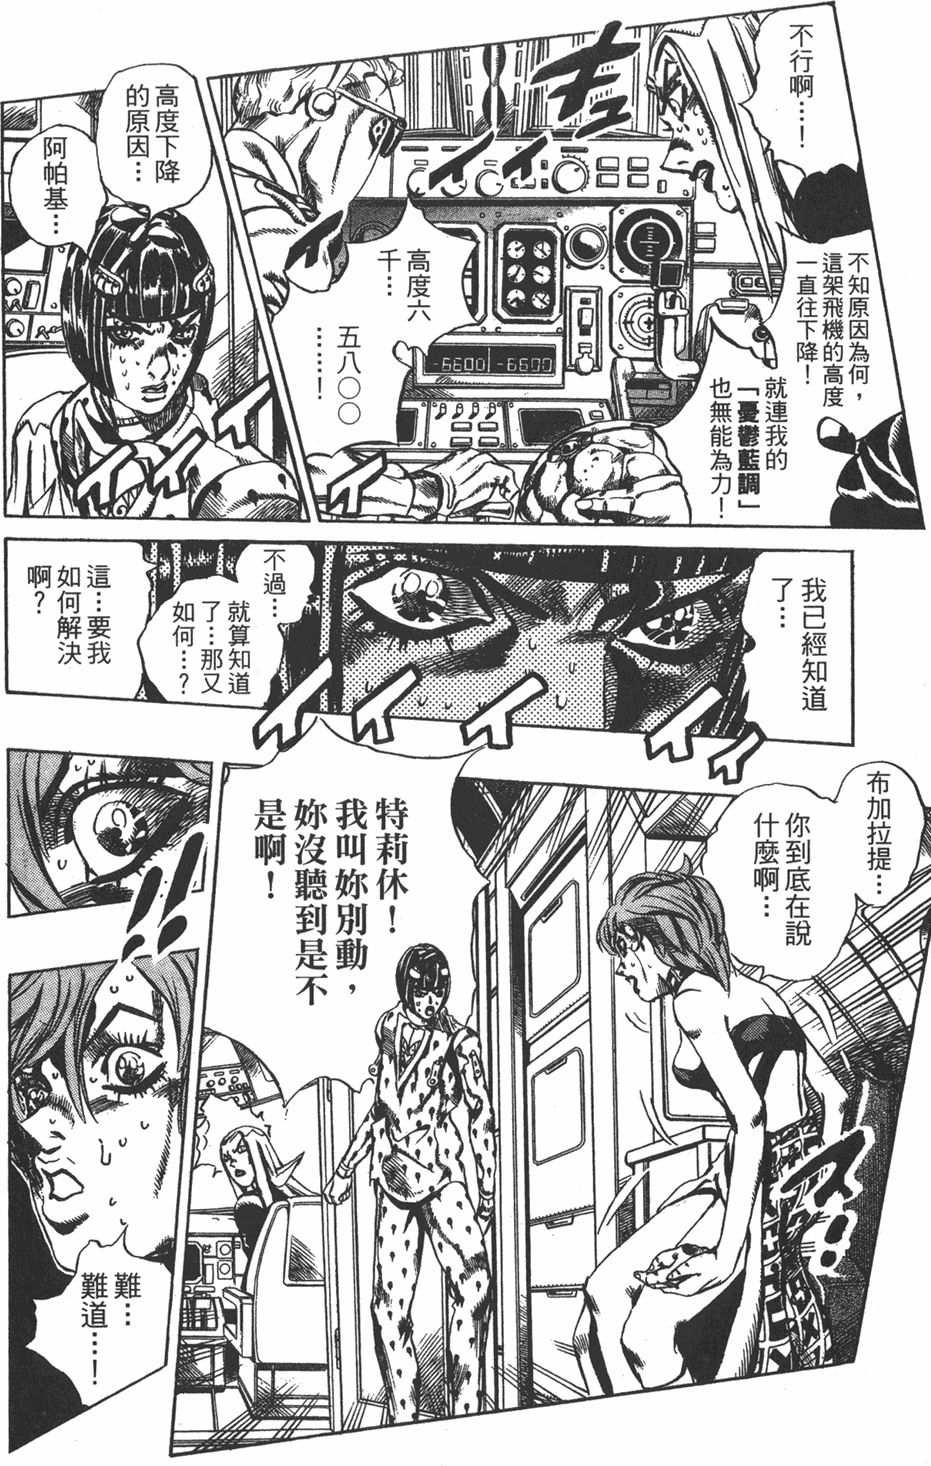 不行啊…！
不知原因為何，
這架飛機的高度
一直往下降！
就連我的
「憂鬱藍調」
也無能為力！
高度六
千…
五八〇〇
……！
-6600
-6600
高度下降
的原因…
阿帕基…
我已經知道
了…
不過…
就算知道
了…那又
如何…？
這…要我
如何解決
啊？
布加拉提…
你到底在說
什麼啊…
特莉休！
我叫妳別動，
妳沒聽到是不
是啊！
難…
難道…！